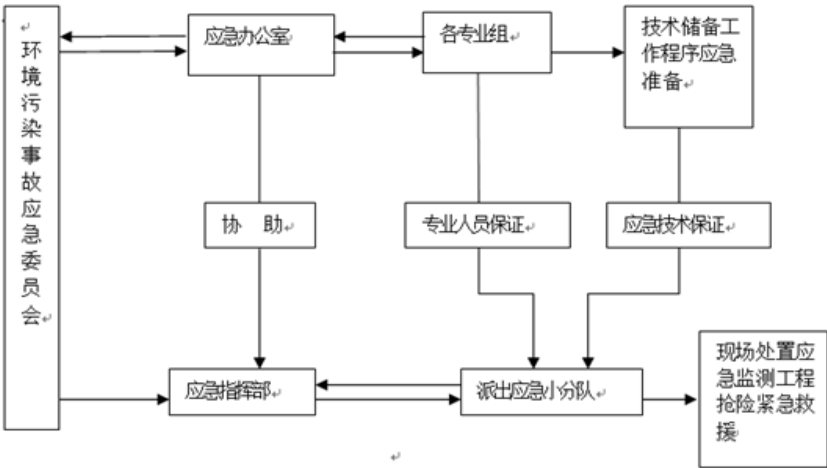 环
境
污
染
事
故
应
急
委
员
会
应急办公室
各专业组
技术储备工
作程序应急
准备
协 助
专业人员保证
应急技术保证
应急指挥部
派出应急小分队
现场处置应
急监测工程
抢险紧急救
援